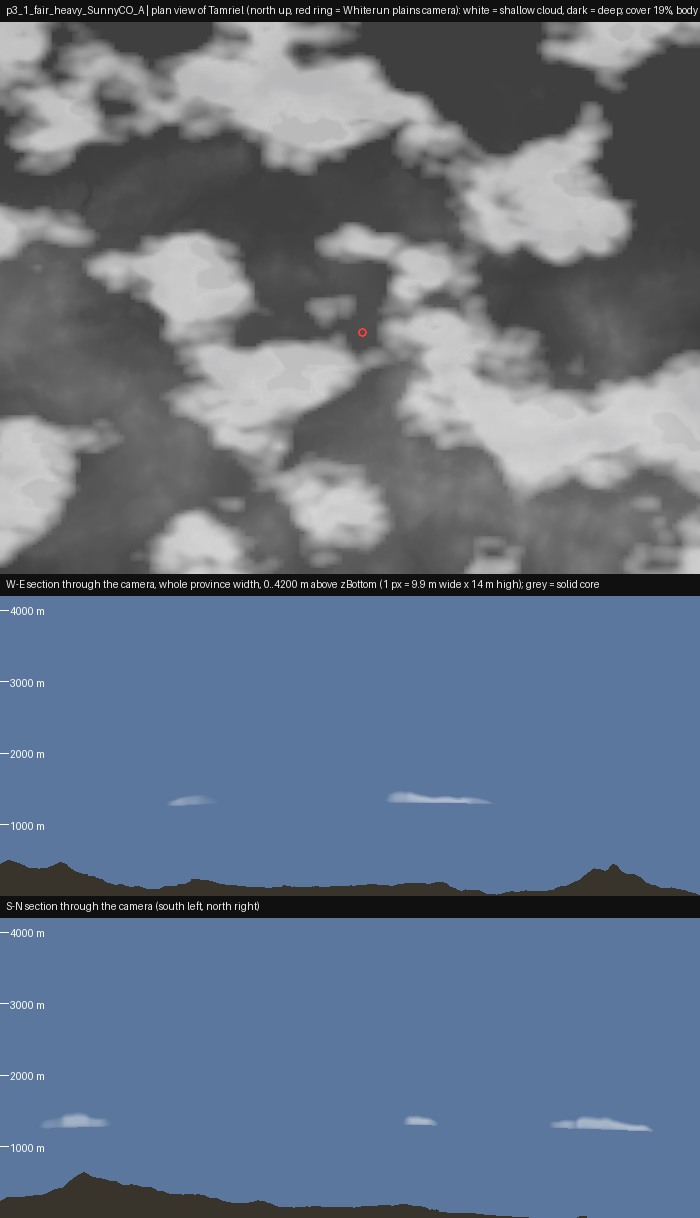 p3_1_fair_heavy_SunnyCO_A | plan view of Tamriel (north up, red ring = Whiterun plains camera): white = shallow cloud, dark = deep; cover 19%, body
W-E section through the camera, whole province width, 0..4200 m above zBottom (1 px = 9.9 m wide x 14 m high); grey = solid core
4000 m
3000 m
2000 m
1000 m
S-N section through the camera (south left, north right)
4000 m
3000 m
2000 m
1000 m